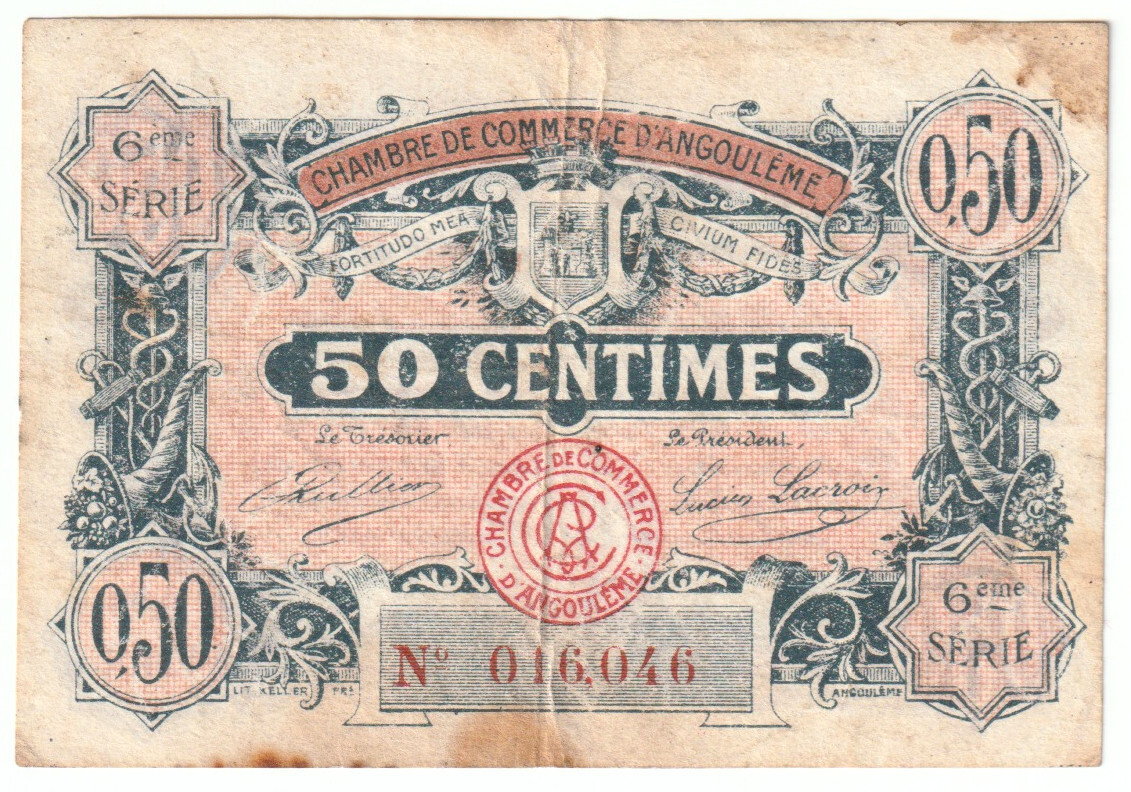 CHAMBRE DE COMMERCE D'ANGOULÊME
6ème
SÉRIE
0,50
FORTITUDO MEA
CIVIUM FIDES
50 CENTIMES
Le Trésorier,
Le Président,
Lucien Lacroix
CHAMBRE DE COMMERCE
D'ANGOULÊME
0,50
6ème
SÉRIE
No 016,046
LIT. KELLER FRS
ANGOULÊME